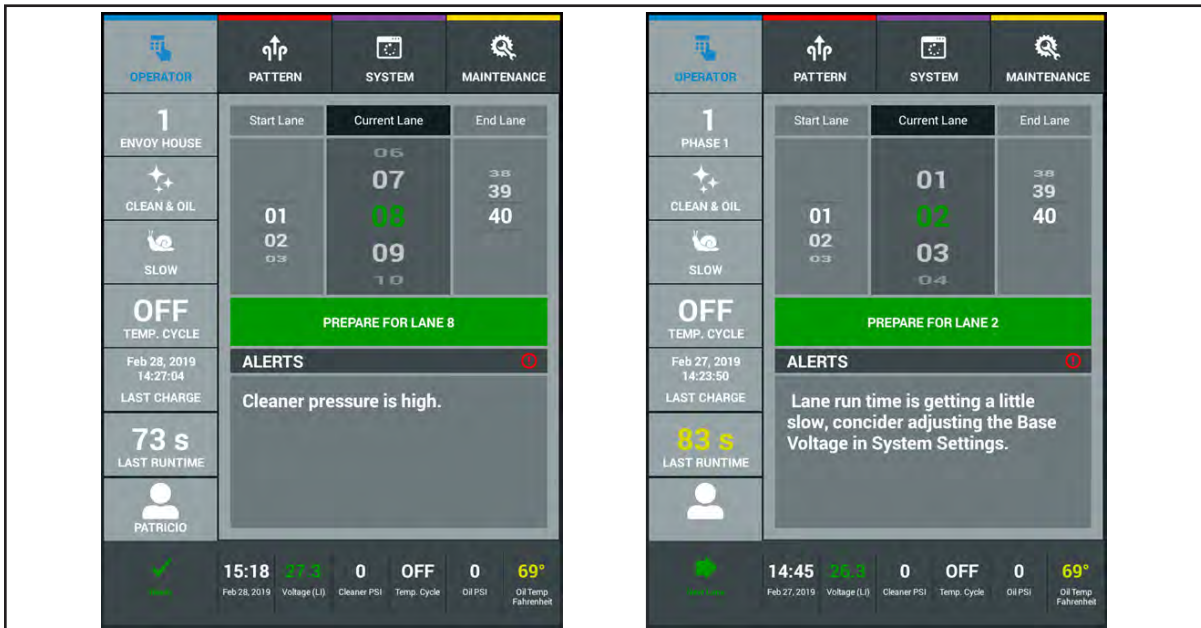 OPERATOR
PATTERN
SYSTEM
MAINTENANCE
1
ENVOY HOUSE
CLEAN & OIL
SLOW
OFF
TEMP. CYCLE
Feb 28, 2019
14:27:04
LAST CHARGE
73 s
LAST RUNTIME
PATRICIO
Start Lane
Current Lane
End Lane
01
02
03
06
07
08
09
10
38
39
40
PREPARE FOR LANE 8
ALERTS
Cleaner pressure is high.
15:18
Feb 28, 2019
27.3
Voltage (LI)
0
Cleaner PSI
OFF
Temp. Cycle
0
Oil PSI
69°
Oil Temp
Fahrenheit
OPERATOR
PATTERN
SYSTEM
MAINTENANCE
1
PHASE 1
CLEAN & OIL
SLOW
OFF
TEMP. CYCLE
Feb 27, 2019
14:23:50
LAST CHARGE
83 s
LAST RUNTIME
Start Lane
Current Lane
End Lane
01
02
03
01
02
03
04
38
39
40
PREPARE FOR LANE 2
ALERTS
Lane run time is getting a little
slow, concider adjusting the Base
Voltage in System Settings.
14:45
Feb 27, 2019
26.3
Voltage (LI)
0
Cleaner PSI
OFF
Temp. Cycle
0
Oil PSI
69°
Oil Temp
Fahrenheit